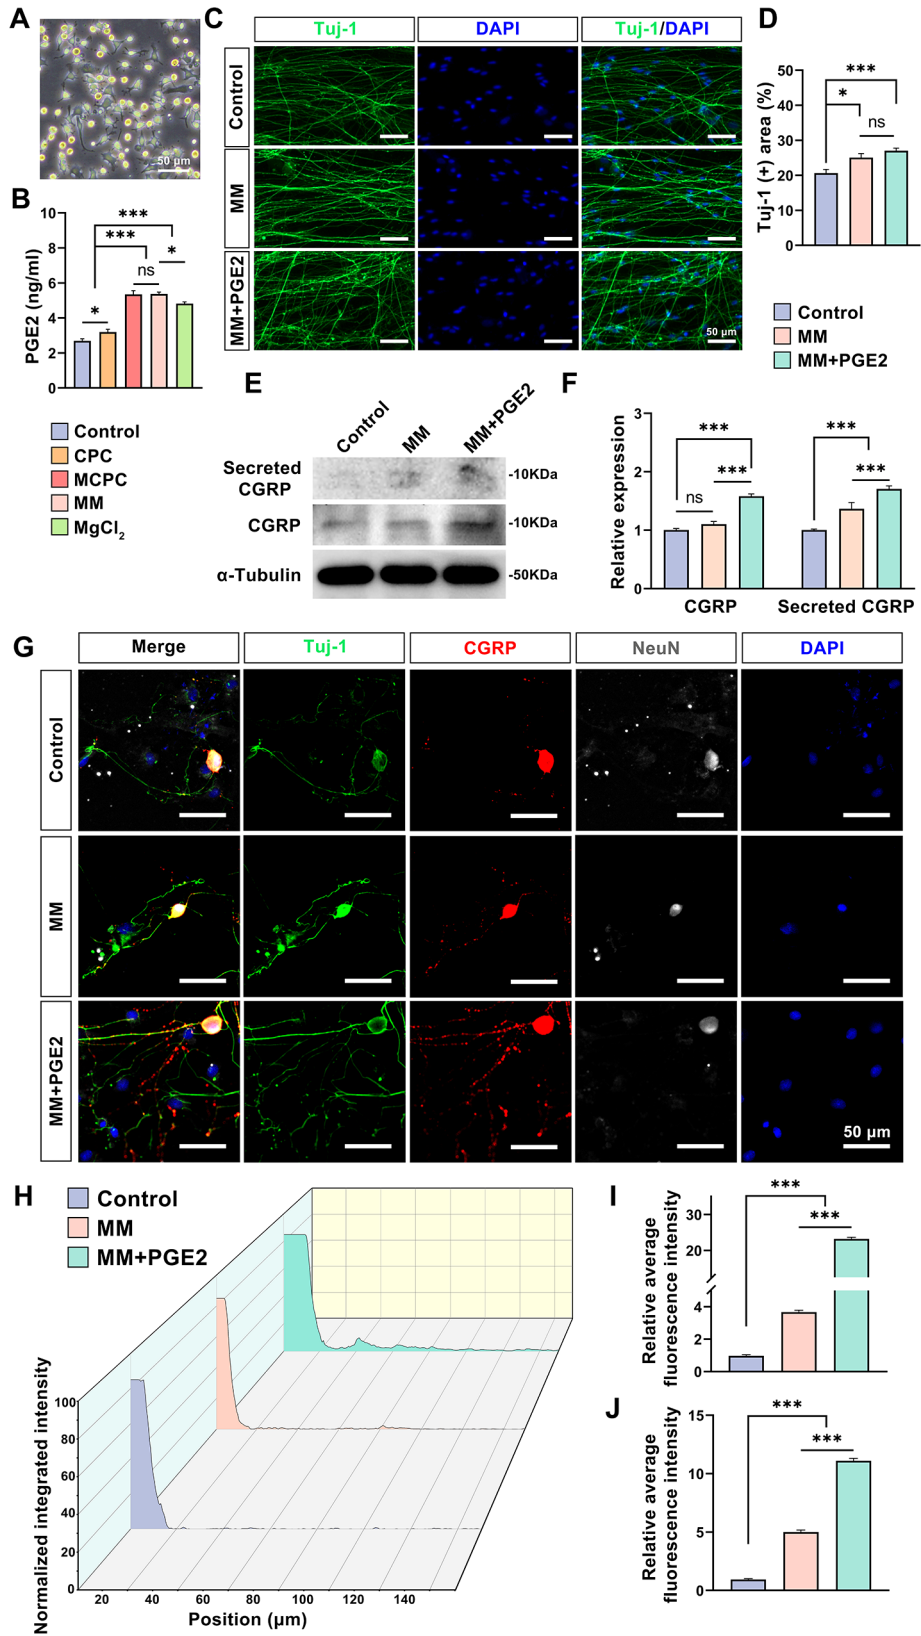 A
50 μm
B
PGE2 (ng/ml)
10
8
6
4
2
0
***
***
ns
*
*
Control
CPC
MCPC
MM
MgCl2
C
Tuj-1
DAPI
Tuj-1/DAPI
Control
MM
MM+PGE2
50 μm
D
Tuj-1 (+) area (%)
50
40
30
20
10
0
***
*
ns
Control
MM
MM+PGE2
E
Control
MM
MM+PGE2
Secreted
CGRP
-10KDa
CGRP
-10KDa
α-Tubulin
-50KDa
F
Relative expression
3
2
1
0
***
***
ns
***
***
CGRP
Secreted CGRP
G
Merge
Tuj-1
CGRP
NeuN
DAPI
Control
MM
MM+PGE2
50 μm
H
Control
MM
MM+PGE2
Normalized integrated intensity
100
80
60
40
20
0
20
40
60
80
100
120
140
Position (μm)
I
Relative average
fluorescence intensity
30
20
4
2
0
***
***
J
Relative average
fluorescence intensity
15
10
5
0
***
***